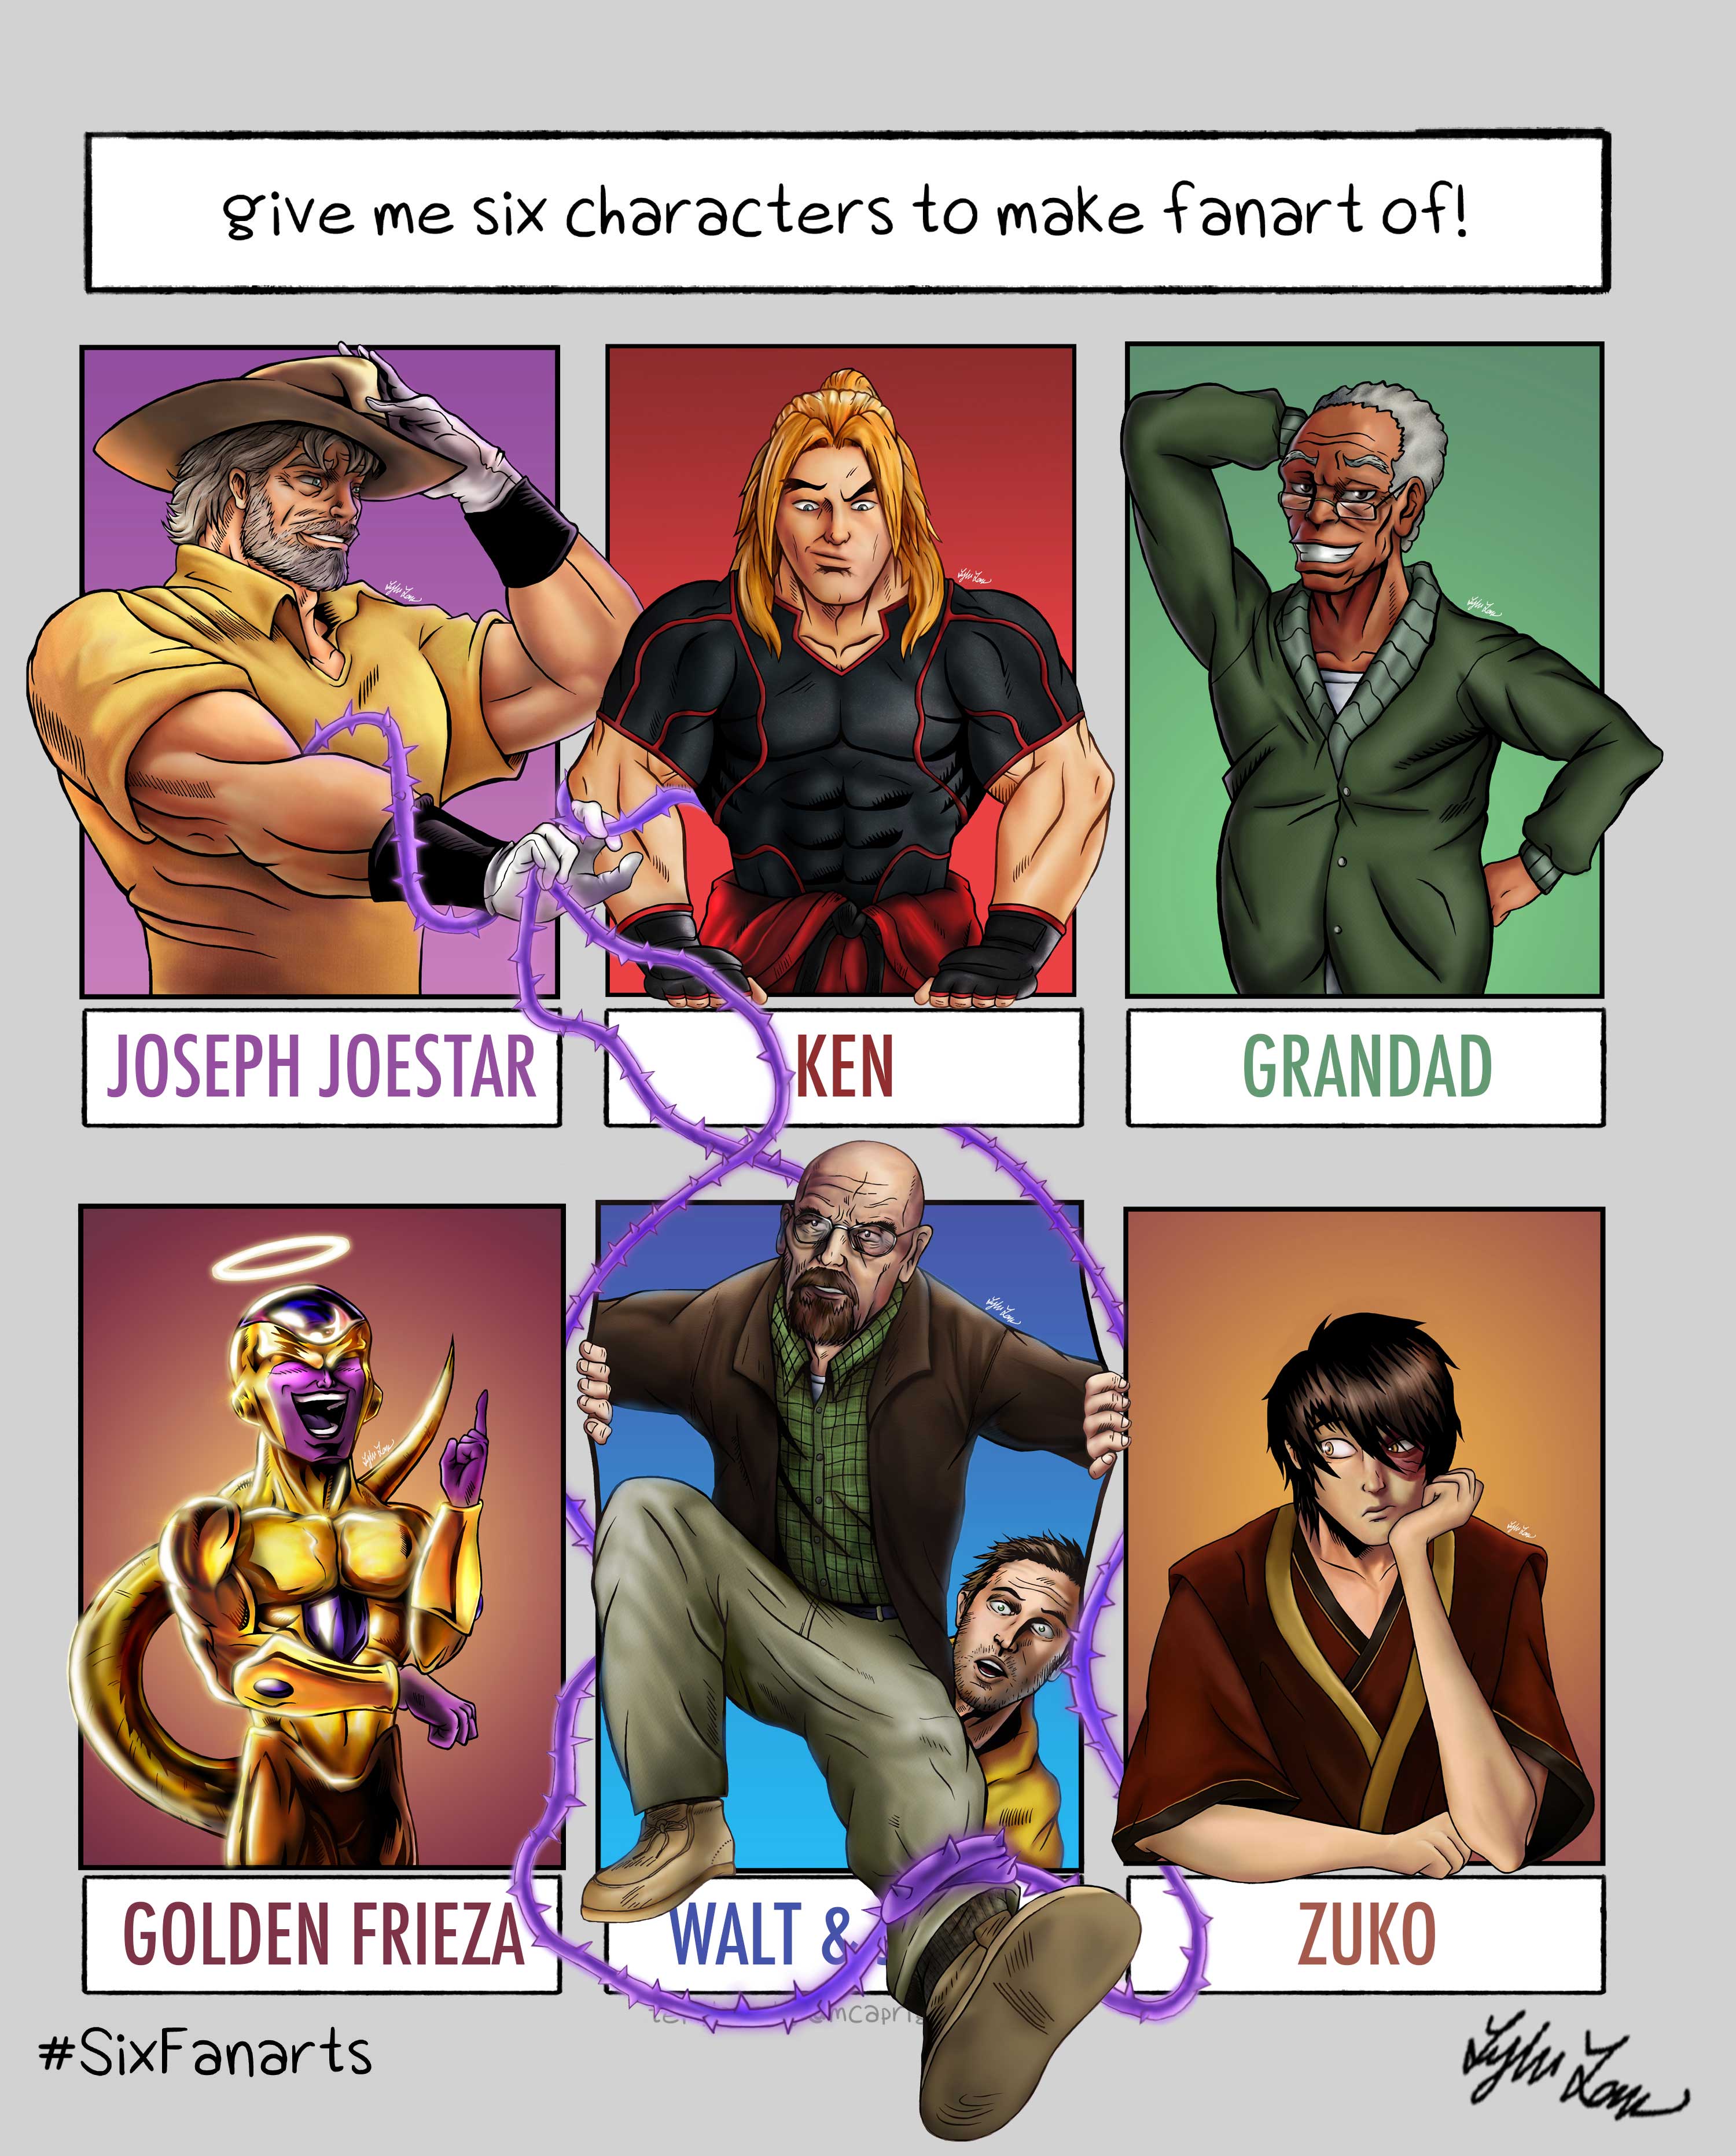 give me six characters to make fanart of!
JOSEPH JOESTAR
KEN
GRANDAD
GOLDEN FRIEZA
WALT &
ZUKO
#SixFanarts